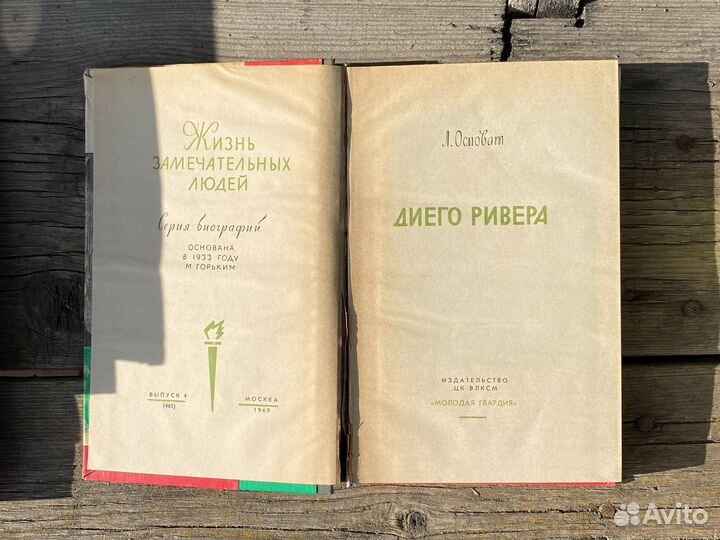 Жизнь
ЗАМЕЧАТЕЛЬНЫХ
ЛЮДЕЙ
Серия биографий
ОСНОВАНА
В 1933 ГОДУ
М ГОРЬКИМ
ВЫПУСК 4
(465)
МОСКВА
1969
Л. Осповат
ДИЕГО РИВЕРА
ИЗДАТЕЛЬСТВО
ЦК ВЛКСМ
«МОЛОДАЯ ГВАРДИЯ»
Avito